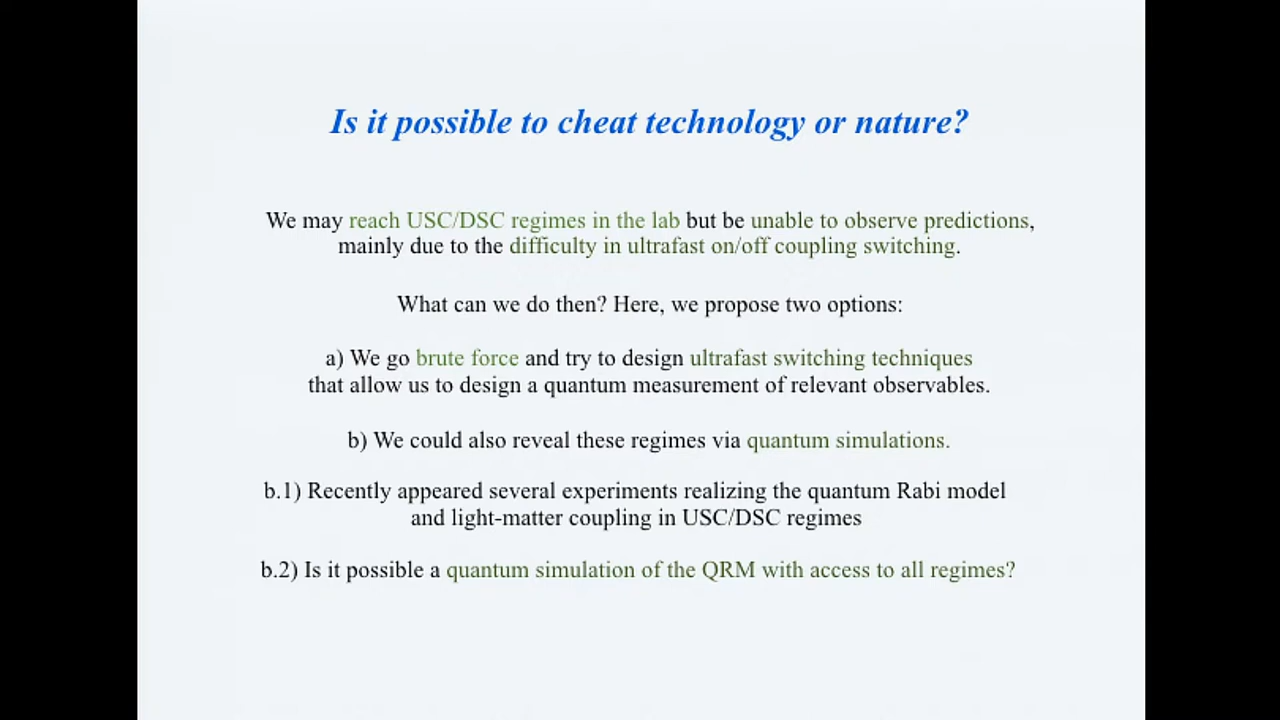 Is it possible to cheat technology or nature?
We may reach USC/DSC regimes in the lab but be unable to observe predictions,
mainly due to the difficulty in ultrafast on/off coupling switching.
What can we do then? Here, we propose two options:
a) We go brute force and try to design ultrafast switching techniques
that allow us to design a quantum measurement of relevant observables.
b) We could also reveal these regimes via quantum simulations.
b.1) Recently appeared several experiments realizing the quantum Rabi model
and light-matter coupling in USC/DSC regimes
b.2) Is it possible a quantum simulation of the QRM with access to all regimes?